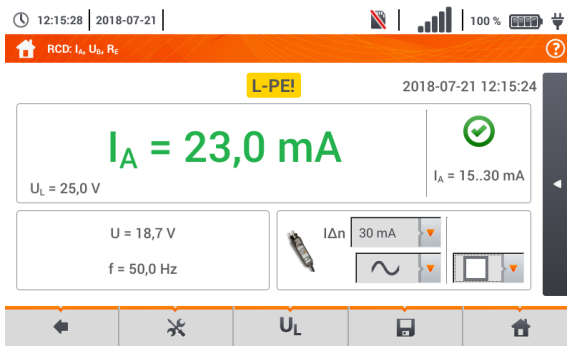 12:15:28 2018-07-21 100 %
RCD: IA, UB, RE
L-PE! 2018-07-21 12:15:24
IA = 23,0 mA
UL = 25,0 V
IA = 15..30 mA
U = 18,7 V
f = 50,0 Hz
IΔn 30 mA
UL